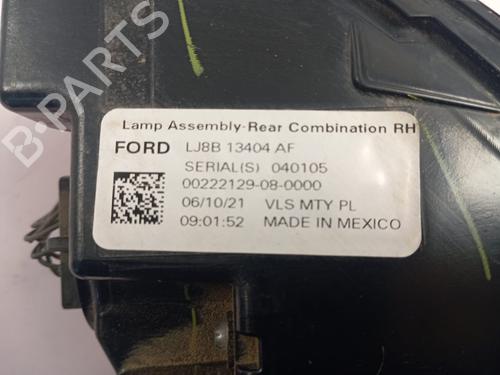 Lamp Assembly-Rear Combination RH
FORD LJ8B 13404 AF
SERIAL(S) 040105
00222129-08-0000
06/10/21 VLS MTY PL
09:01:52 MADE IN MEXICO
B-PARTS